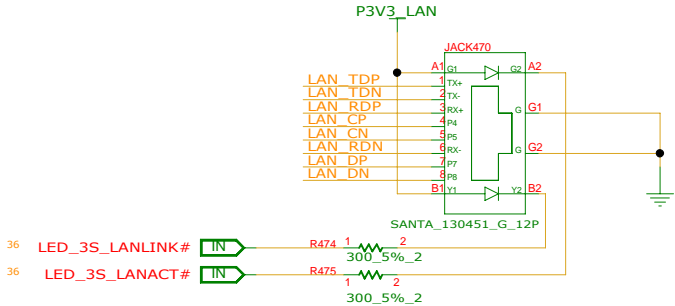 P3V3_LAN
JACK470
A1 G1 G2 A2
LAN_TDP 1 TX+
LAN_TDN 2 TX-
LAN_RDP 3 RX+ G G1
LAN_CP 4 P4
LAN_CN 5 P5
LAN_RDN 6 RX- G G2
LAN_DP 7 P7
LAN_DN 8 P8
B1 Y1 Y2 B2
SANTA_130451_G_12P
36 LED_3S_LANLINK# IN R474 1 2
300_5%_2
36 LED_3S_LANACT# IN R475 1 2
300_5%_2